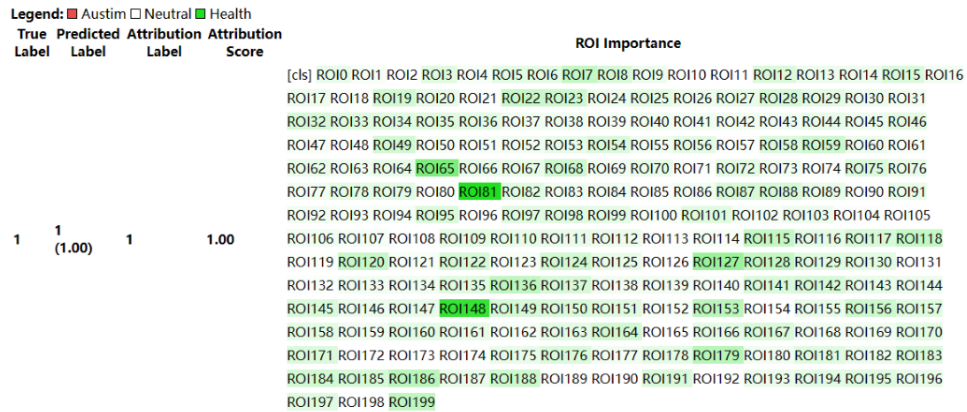 Legend: Austim Neutral Health
True Label Predicted Label Attribution Label Attribution Score ROI Importance
[cls] ROI0 ROI1 ROI2 ROI3 ROI4 ROI5 ROI6 ROI7 ROI8 ROI9 ROI10 ROI11 ROI12 ROI13 ROI14 ROI15 ROI16
ROI17 ROI18 ROI19 ROI20 ROI21 ROI22 ROI23 ROI24 ROI25 ROI26 ROI27 ROI28 ROI29 ROI30 ROI31
ROI32 ROI33 ROI34 ROI35 ROI36 ROI37 ROI38 ROI39 ROI40 ROI41 ROI42 ROI43 ROI44 ROI45 ROI46
ROI47 ROI48 ROI49 ROI50 ROI51 ROI52 ROI53 ROI54 ROI55 ROI56 ROI57 ROI58 ROI59 ROI60 ROI61
ROI62 ROI63 ROI64 ROI65 ROI66 ROI67 ROI68 ROI69 ROI70 ROI71 ROI72 ROI73 ROI74 ROI75 ROI76
ROI77 ROI78 ROI79 ROI80 ROI81 ROI82 ROI83 ROI84 ROI85 ROI86 ROI87 ROI88 ROI89 ROI90 ROI91
ROI92 ROI93 ROI94 ROI95 ROI96 ROI97 ROI98 ROI99 ROI100 ROI101 ROI102 ROI103 ROI104 ROI105
1 1 (1.00) 1 1.00 ROI106 ROI107 ROI108 ROI109 ROI110 ROI111 ROI112 ROI113 ROI114 ROI115 ROI116 ROI117 ROI118
ROI119 ROI120 ROI121 ROI122 ROI123 ROI124 ROI125 ROI126 ROI127 ROI128 ROI129 ROI130 ROI131
ROI132 ROI133 ROI134 ROI135 ROI136 ROI137 ROI138 ROI139 ROI140 ROI141 ROI142 ROI143 ROI144
ROI145 ROI146 ROI147 ROI148 ROI149 ROI150 ROI151 ROI152 ROI153 ROI154 ROI155 ROI156 ROI157
ROI158 ROI159 ROI160 ROI161 ROI162 ROI163 ROI164 ROI165 ROI166 ROI167 ROI168 ROI169 ROI170
ROI171 ROI172 ROI173 ROI174 ROI175 ROI176 ROI177 ROI178 ROI179 ROI180 ROI181 ROI182 ROI183
ROI184 ROI185 ROI186 ROI187 ROI188 ROI189 ROI190 ROI191 ROI192 ROI193 ROI194 ROI195 ROI196
ROI197 ROI198 ROI199